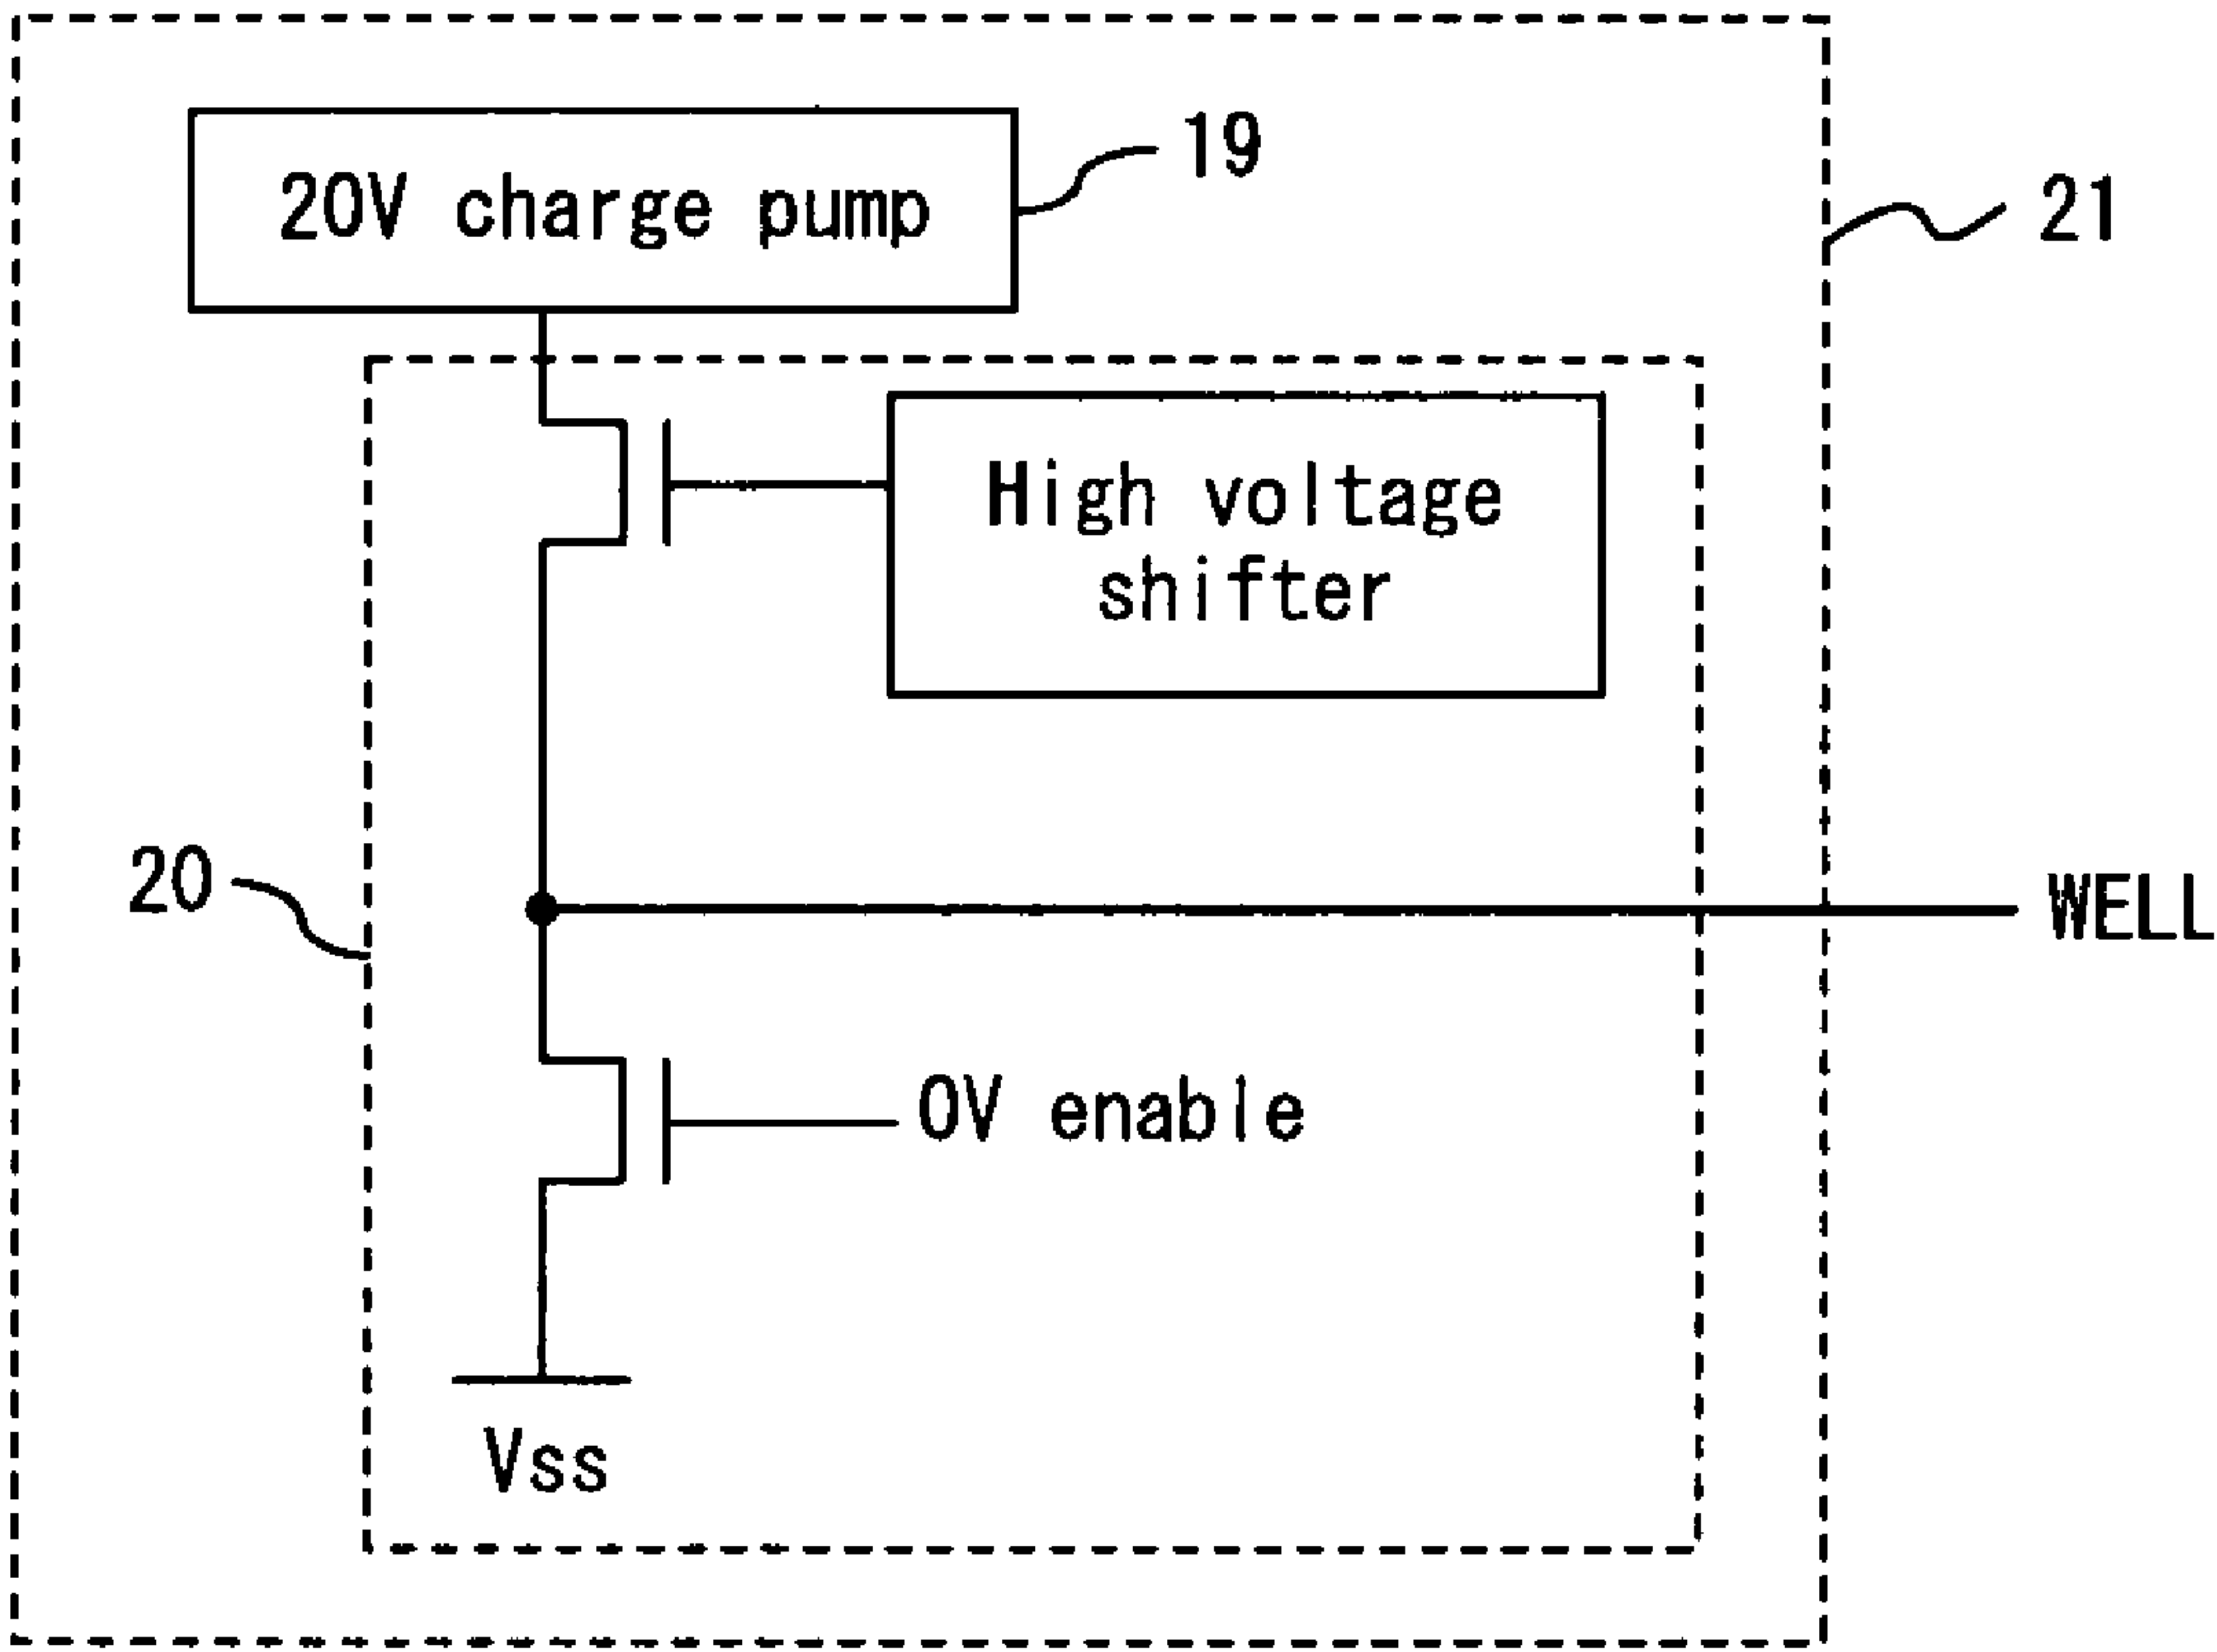 20V charge pump
19
21
High voltage
shifter
20
WELL
0V enable
Vss